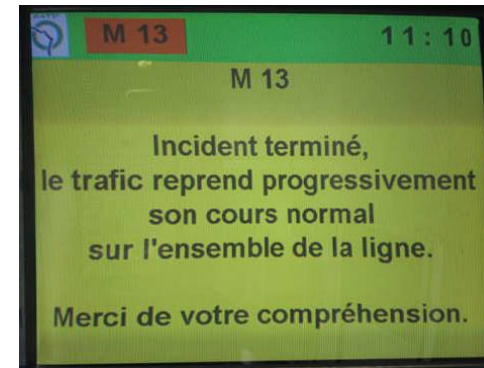 M 13 11:10
M 13
Incident terminé,
le trafic reprend progressivement
son cours normal
sur l'ensemble de la ligne.
Merci de votre compréhension.